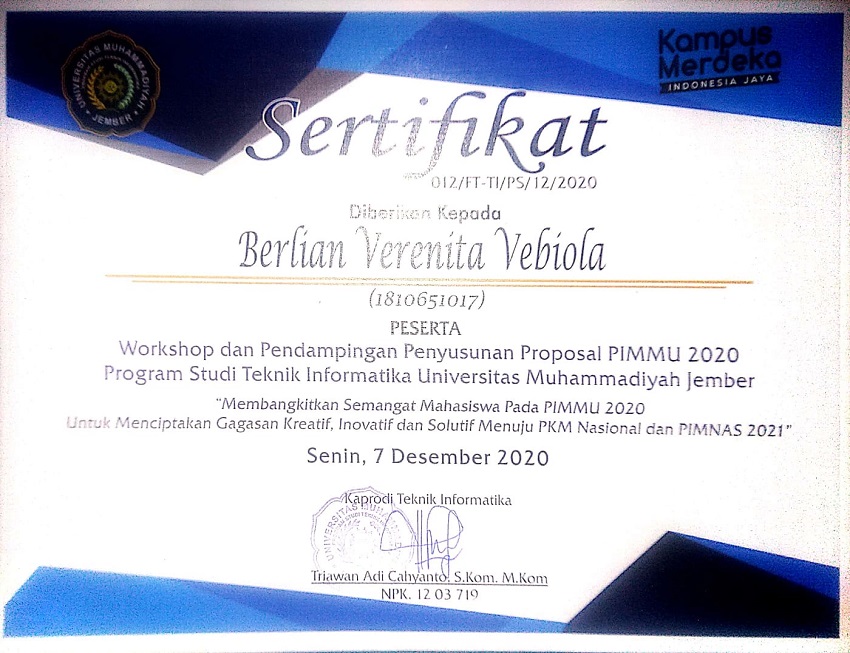 UNIVERSITAS MUHAMMADIYAH
JEMBER
Kampus
Merdeka
INDONESIA JAYA
Sertifikat
012/FT-TI/PS/12/2020
Diberikan Kepada
Berlian Verenita Vebiola
(1810651017)
PESERTA
Workshop dan Pendampingan Penyusunan Proposal PIMMU 2020
Program Studi Teknik Informatika Universitas Muhammadiyah Jember
“Membangkitkan Semangat Mahasiswa Pada PIMMU 2020
Untuk Menciptakan Gagasan Kreatif, Inovatif dan Solutif Menuju PKM Nasional dan PIMNAS 2021”
Senin, 7 Desember 2020
Kaprodi Teknik Informatika
Triawan Adi Cahyanto, S.Kom. M.Kom
NPK. 12 03 719